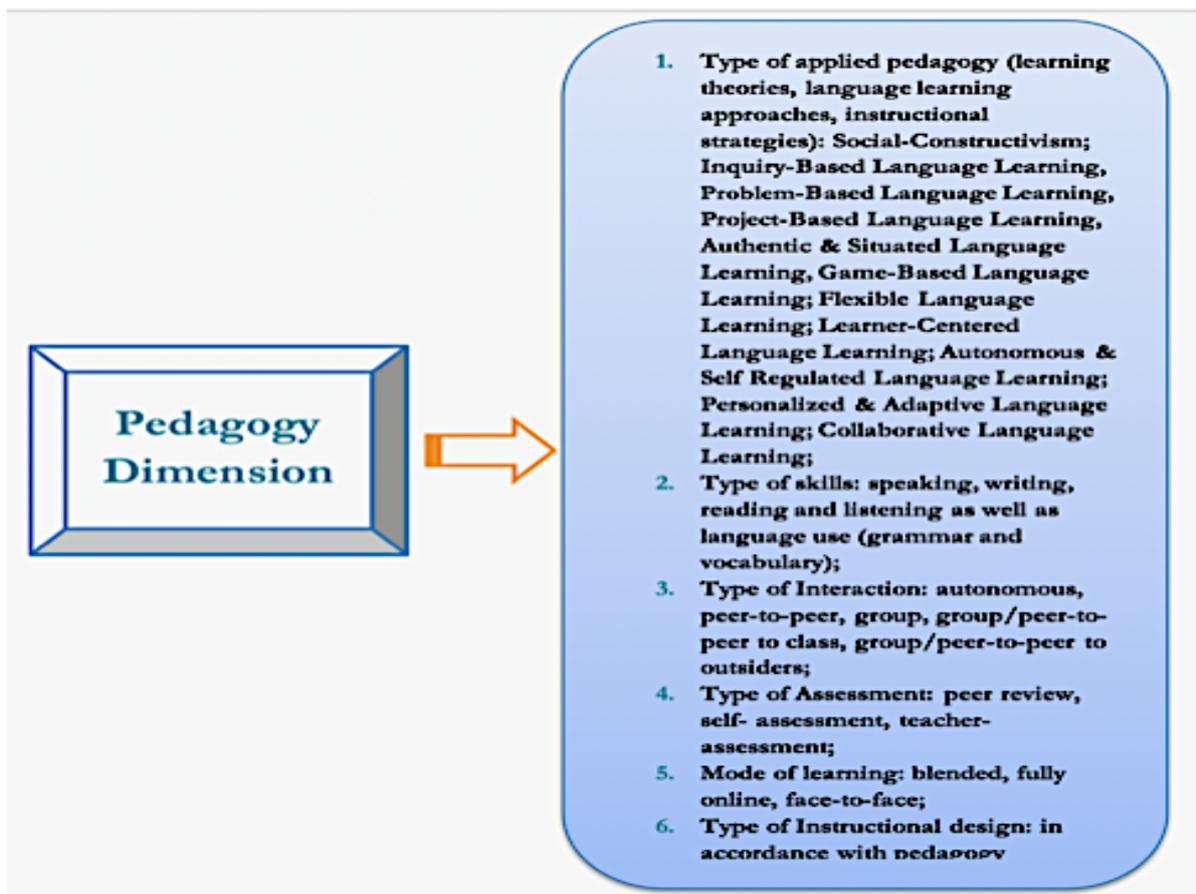 Pedagogy
Dimension
1. Type of applied pedagogy (learning
theories, language learning
approaches, instructional
strategies): Social-Constructivism;
Inquiry-Based Language Learning,
Problem-Based Language Learning,
Project-Based Language Learning,
Authentic & Situated Language
Learning, Game-Based Language
Learning; Flexible Language
Learning; Learner-Centered
Language Learning; Autonomous &
Self Regulated Language Learning;
Personalized & Adaptive Language
Learning; Collaborative Language
Learning;
2. Type of skills: speaking, writing,
reading and listening as well as
language use (grammar and
vocabulary);
3. Type of Interaction: autonomous,
peer-to-peer, group, group/peer-to-
peer to class, group/peer-to-peer to
outsiders;
4. Type of Assessment: peer review,
self- assessment, teacher-
assessment;
5. Mode of learning: blended, fully
online, face-to-face;
6. Type of Instructional design: in
accordance with pedagogy